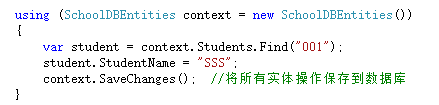 using (SchoolDBEntities context = new SchoolDBEntities())
{
    var student = context.Students.Find("001");
    student.StudentName = "SSS";
    context.SaveChanges();  //将所有实体操作保存到数据库
}